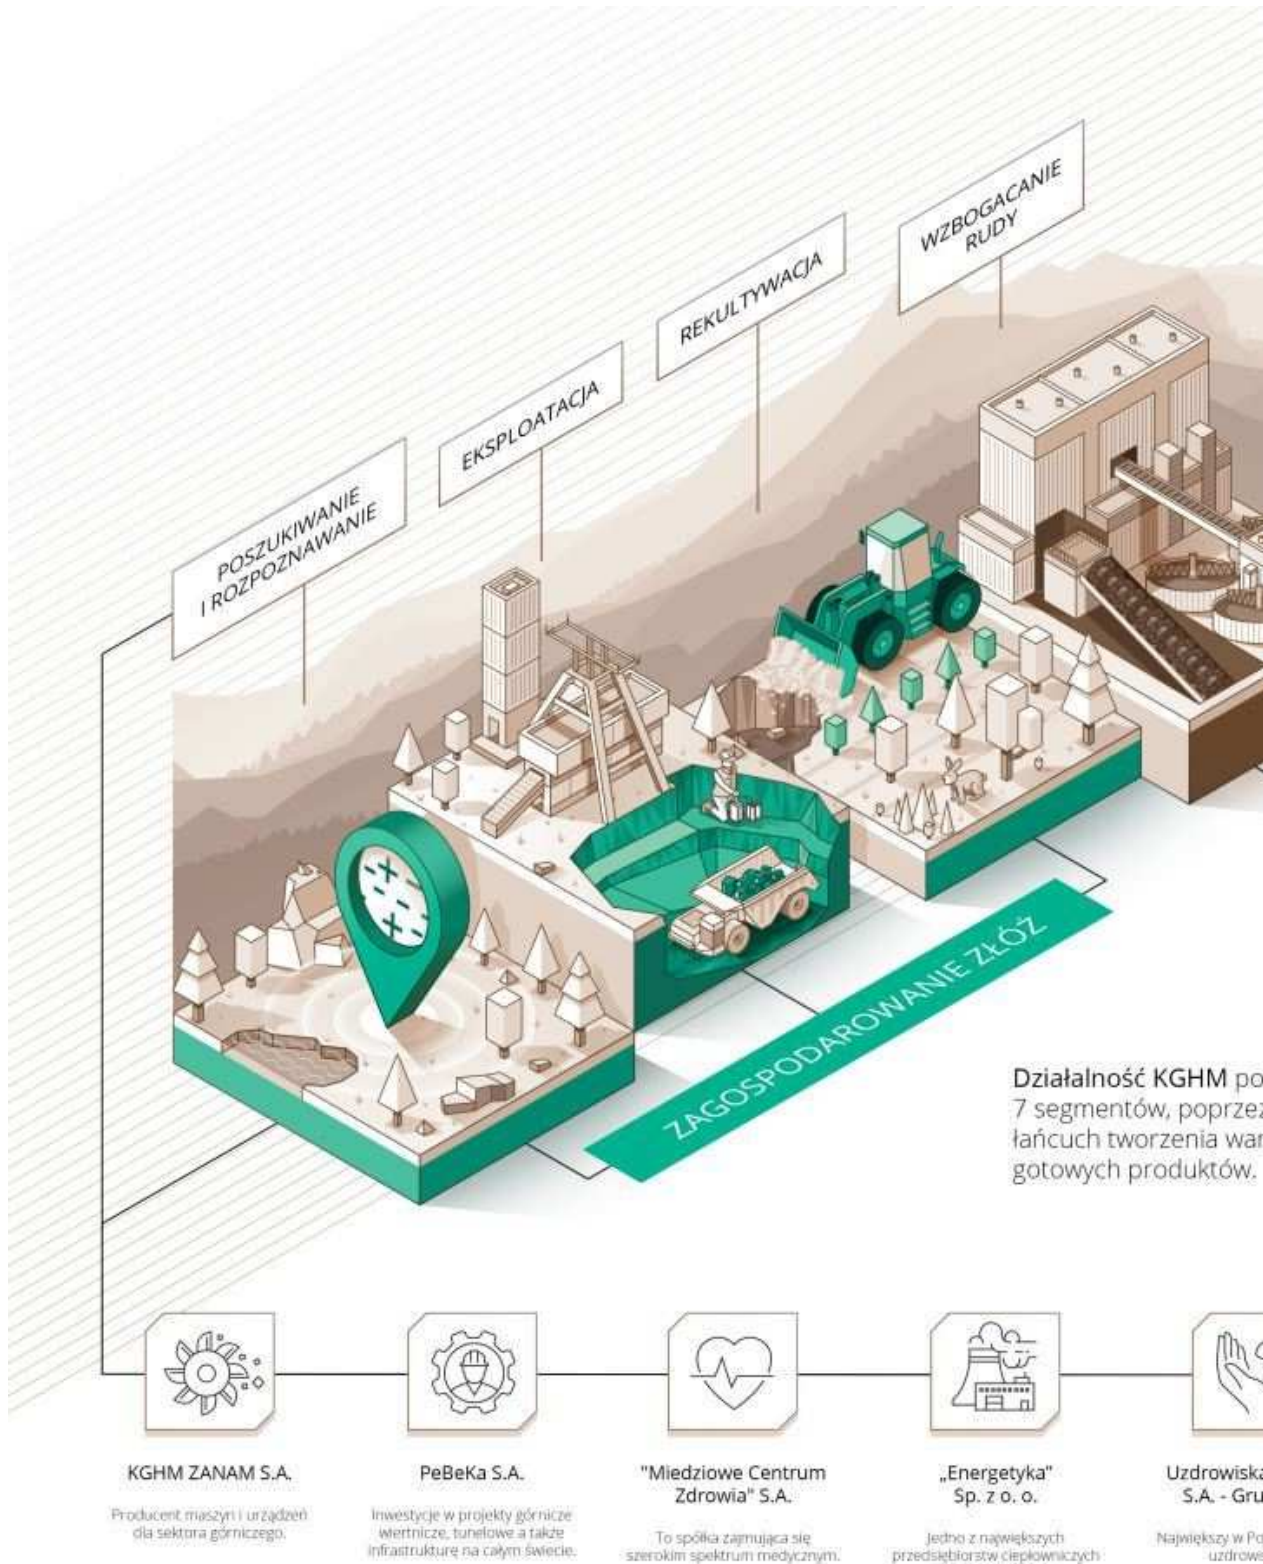 WZBOGACANIE
RUDY
REKULTYWACJA
EKSPLOATACJA
POSZUKIWANIE
I ROZPOZNAWANIE
ZAGOSPODAROWANIE ZŁÓŻ
Działalność KGHM po
7 segmentów, poprzez
łańcuch tworzenia war
gotowych produktów.
KGHM ZANAM S.A.
Producent maszyn i urządzeń
dla sektora górniczego.
PeBeKa S.A.
Inwestycje w projekty górnicze
wiertnicze, tunelowe a także
infrastrukturę na całym świecie.
"Miedziowe Centrum
Zdrowia" S.A.
To spółka zajmująca się
szerokim spektrum medycznym.
„Energetyka"
Sp. z o. o.
Jedno z największych
przedsiębiorstw ciepłowniczych
Uzdrowiska
S.A. - Gru
Największy w Po
uzdrowi